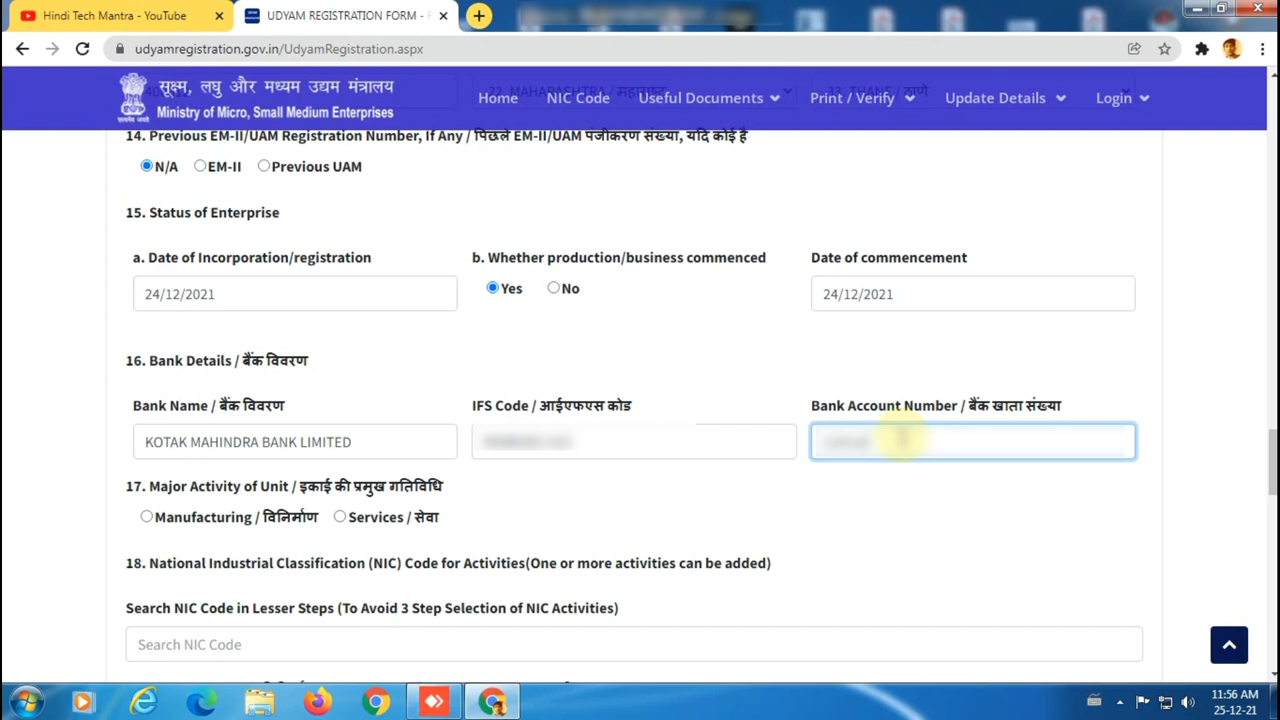 Hindi Tech Mantra - YouTube
UDYAM REGISTRATION FORM -
udyamregistration.gov.in/UdyamRegistration.aspx
सूक्ष्म, लघु और मध्यम उद्यम मंत्रालय
Ministry of Micro, Small Medium Enterprises
Home NIC Code Useful Documents Print / Verify Update Details Login
22. MAHARASHTRA / महाराष्ट्र
33. THANE / ठाणे
14. Previous EM-II/UAM Registration Number, If Any / पिछले EM-II/UAM पंजीकरण संख्या, यदि कोई है
N/A EM-II Previous UAM
15. Status of Enterprise
a. Date of Incorporation/registration b. Whether production/business commenced Date of commencement
24/12/2021 Yes No 24/12/2021
16. Bank Details / बैंक विवरण
Bank Name / बैंक विवरण IFS Code / आईएफएस कोड Bank Account Number / बैंक खाता संख्या
KOTAK MAHINDRA BANK LIMITED
17. Major Activity of Unit / इकाई की प्रमुख गतिविधि
Manufacturing / विनिर्माण Services / सेवा
18. National Industrial Classification (NIC) Code for Activities(One or more activities can be added)
Search NIC Code in Lesser Steps (To Avoid 3 Step Selection of NIC Activities)
Search NIC Code
11:56 AM
25-12-21